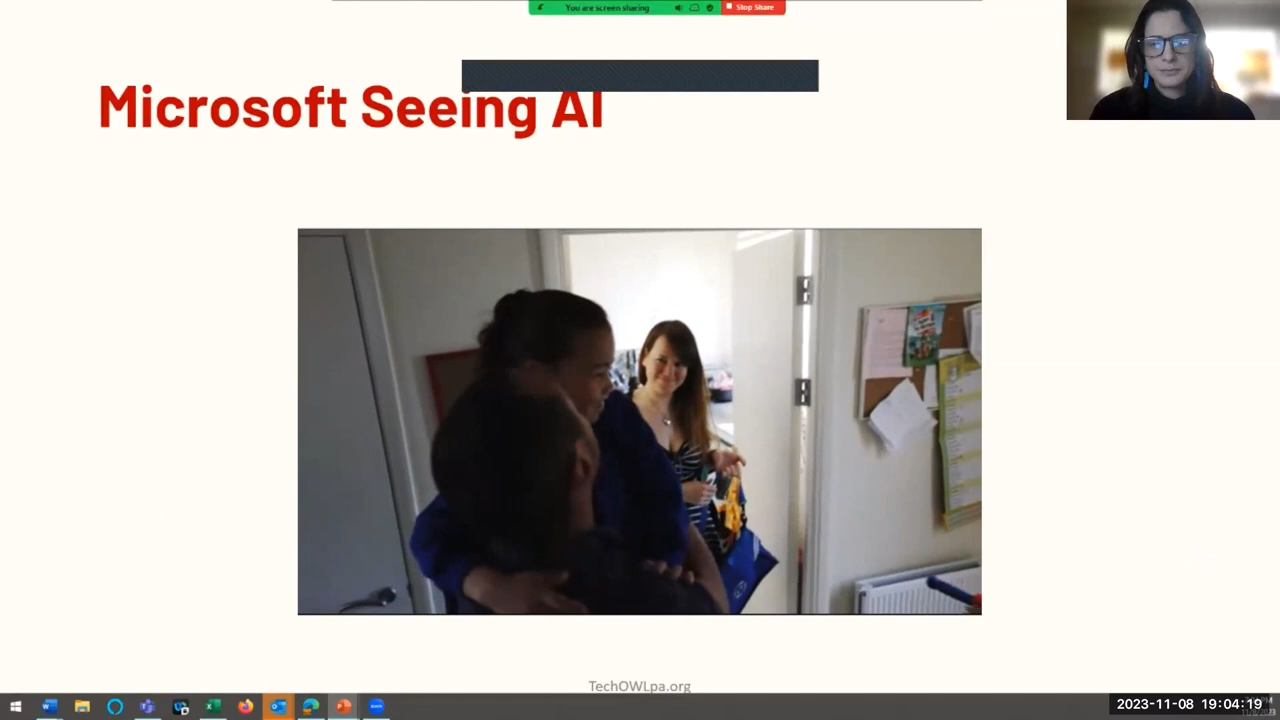 You are screen sharing
Stop Share
Microsoft Seeing AI
TechOWLpa.org
2023-11-08 19:04:19